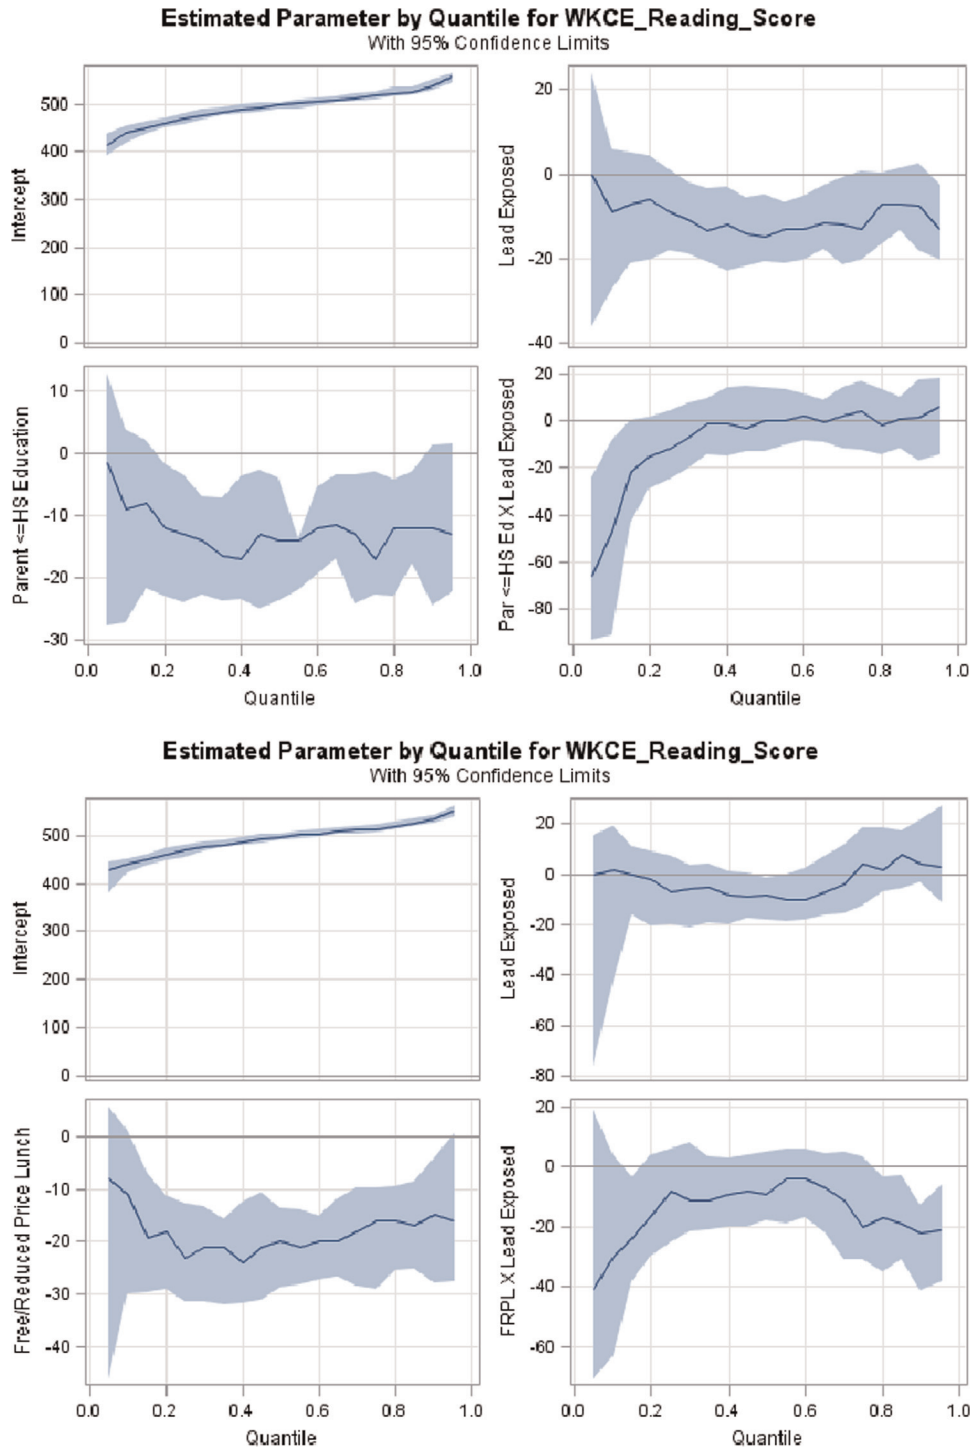 Estimated Parameter by Quantile for WKCE_Reading_Score
With 95% Confidence Limits
Intercept
500
400
300
200
100
0
Lead Exposed
20
0
-20
-40
Parent <=HS Education
10
0
-10
-20
-30
0.0 0.2 0.4 0.6 0.8 1.0
Quantile
Par <=HS Ed X Lead Exposed
20
0
-20
-40
-60
-80
0.0 0.2 0.4 0.6 0.8 1.0
Quantile
Estimated Parameter by Quantile for WKCE_Reading_Score
With 95% Confidence Limits
Intercept
500
400
300
200
100
0
Lead Exposed
20
0
-20
-40
-60
-80
Free/Reduced Price Lunch
0
-10
-20
-30
-40
0.0 0.2 0.4 0.6 0.8 1.0
Quantile
FRPL X Lead Exposed
20
0
-20
-40
-60
0.0 0.2 0.4 0.6 0.8 1.0
Quantile